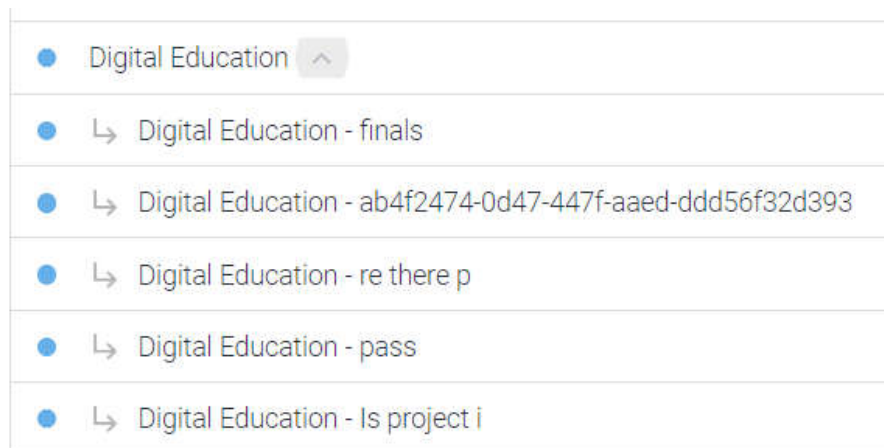 Digital Education
Digital Education - finals
Digital Education - ab4f2474-0d47-447f-aaed-ddd56f32d393
Digital Education - re there p
Digital Education - pass
Digital Education - Is project i